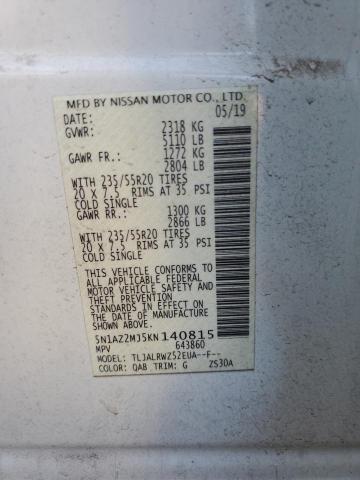 MFD BY NISSAN MOTOR CO., LTD.
DATE: 05/19
GVWR: 2318 KG
5110 LB
GAWR FR.: 1272 KG
2804 LB
WITH 235/55R20 TIRES
20 X 7.5 RIMS AT 35 PSI
COLD SINGLE
GAWR RR.: 1300 KG
2866 LB
WITH 235/55R20 TIRES
20 X 7.5 RIMS AT 35 PSI
COLD SINGLE
THIS VEHICLE CONFORMS TO
ALL APPLICABLE FEDERAL
MOTOR VEHICLE SAFETY
AND THEFT PREVENTION
STANDARDS IN EFFECT ON
THE DATE OF MANUFACTURE
SHOWN ABOVE.
5N1AZ2MJ5KN140815
MPV 643860
MODEL: TLJALRWZ52EUA--F--
COLOR: QAB TRIM: G ZS30A